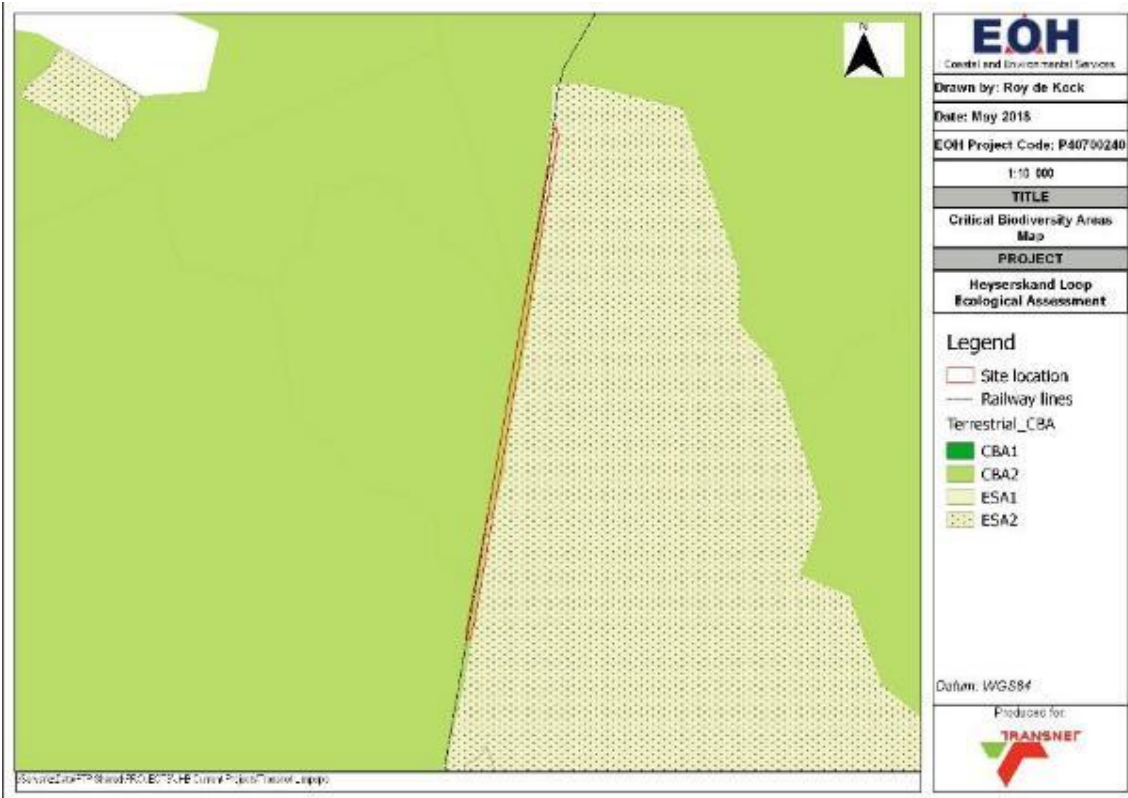 N
EOH
Coastal and Environmental Services
Drawn by: Roy de Kock
Date: May 2018
EOH Project Code: P40700240
1:10 000
TITLE
Critical Biodiversity Areas
Map
PROJECT
Heyserskand Loop
Ecological Assessment
Legend
Site location
Railway lines
Terrestrial_CBA
CBA1
CBA2
ESA1
ESA2
Datum: WGS84
Produced for:
TRANSNET